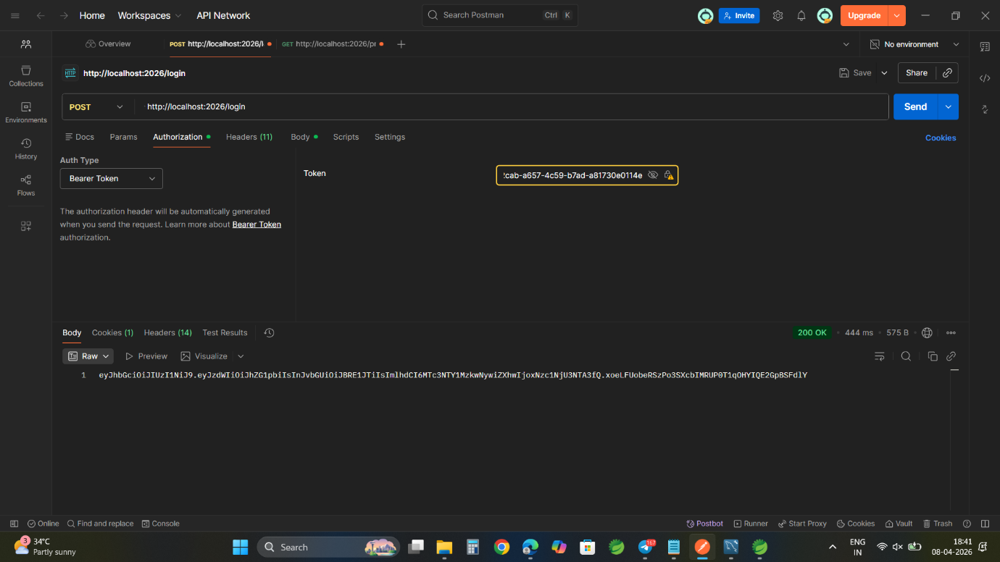 Home Workspaces API Network Search Postman Ctrl K Invite Upgrade
Overview POST http://localhost:2026/l GET http://localhost:2026/pr No environment
HTTP http://localhost:2026/login Save Share
POST http://localhost:2026/login Send
Docs Params Authorization Headers (11) Body Scripts Settings Cookies
Collections
Environments
History
Flows
Auth Type
Bearer Token
Token
cab-a657-4c59-b7ad-a81730e0114e
The authorization header will be automatically generated
when you send the request. Learn more about Bearer Token
authorization.
Body Cookies (1) Headers (14) Test Results 200 OK • 444 ms • 575 B
Raw Preview Visualize
1 eyJhbGciOiJIUzI1NiJ9.eyJzdWIiOiJhZG1pbiIsInJvbGUiOiJBRE1JTiIsImlhdCI6MTc3NTY1MzkwNywiZXhwIjoxNzc1NjU3NTA3fQ.xoeLFUobeRSzPo3SXcbIMRUP0T1qOHYIQE2GpBSFdlY
Online Find and replace Console Postbot Runner Start Proxy Cookies Vault Trash
3 34°C
Partly sunny
Search
167
ENG
IN
18:41
08-04-2026